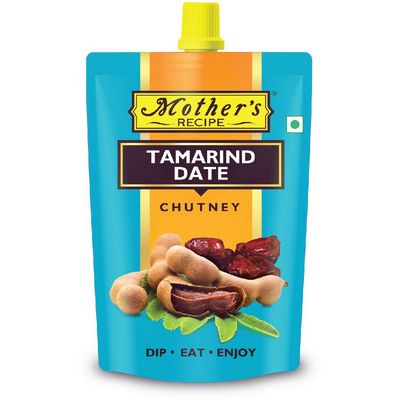 Mother's
RECIPE
TAMARIND
DATE
CHUTNEY
DIP • EAT • ENJOY